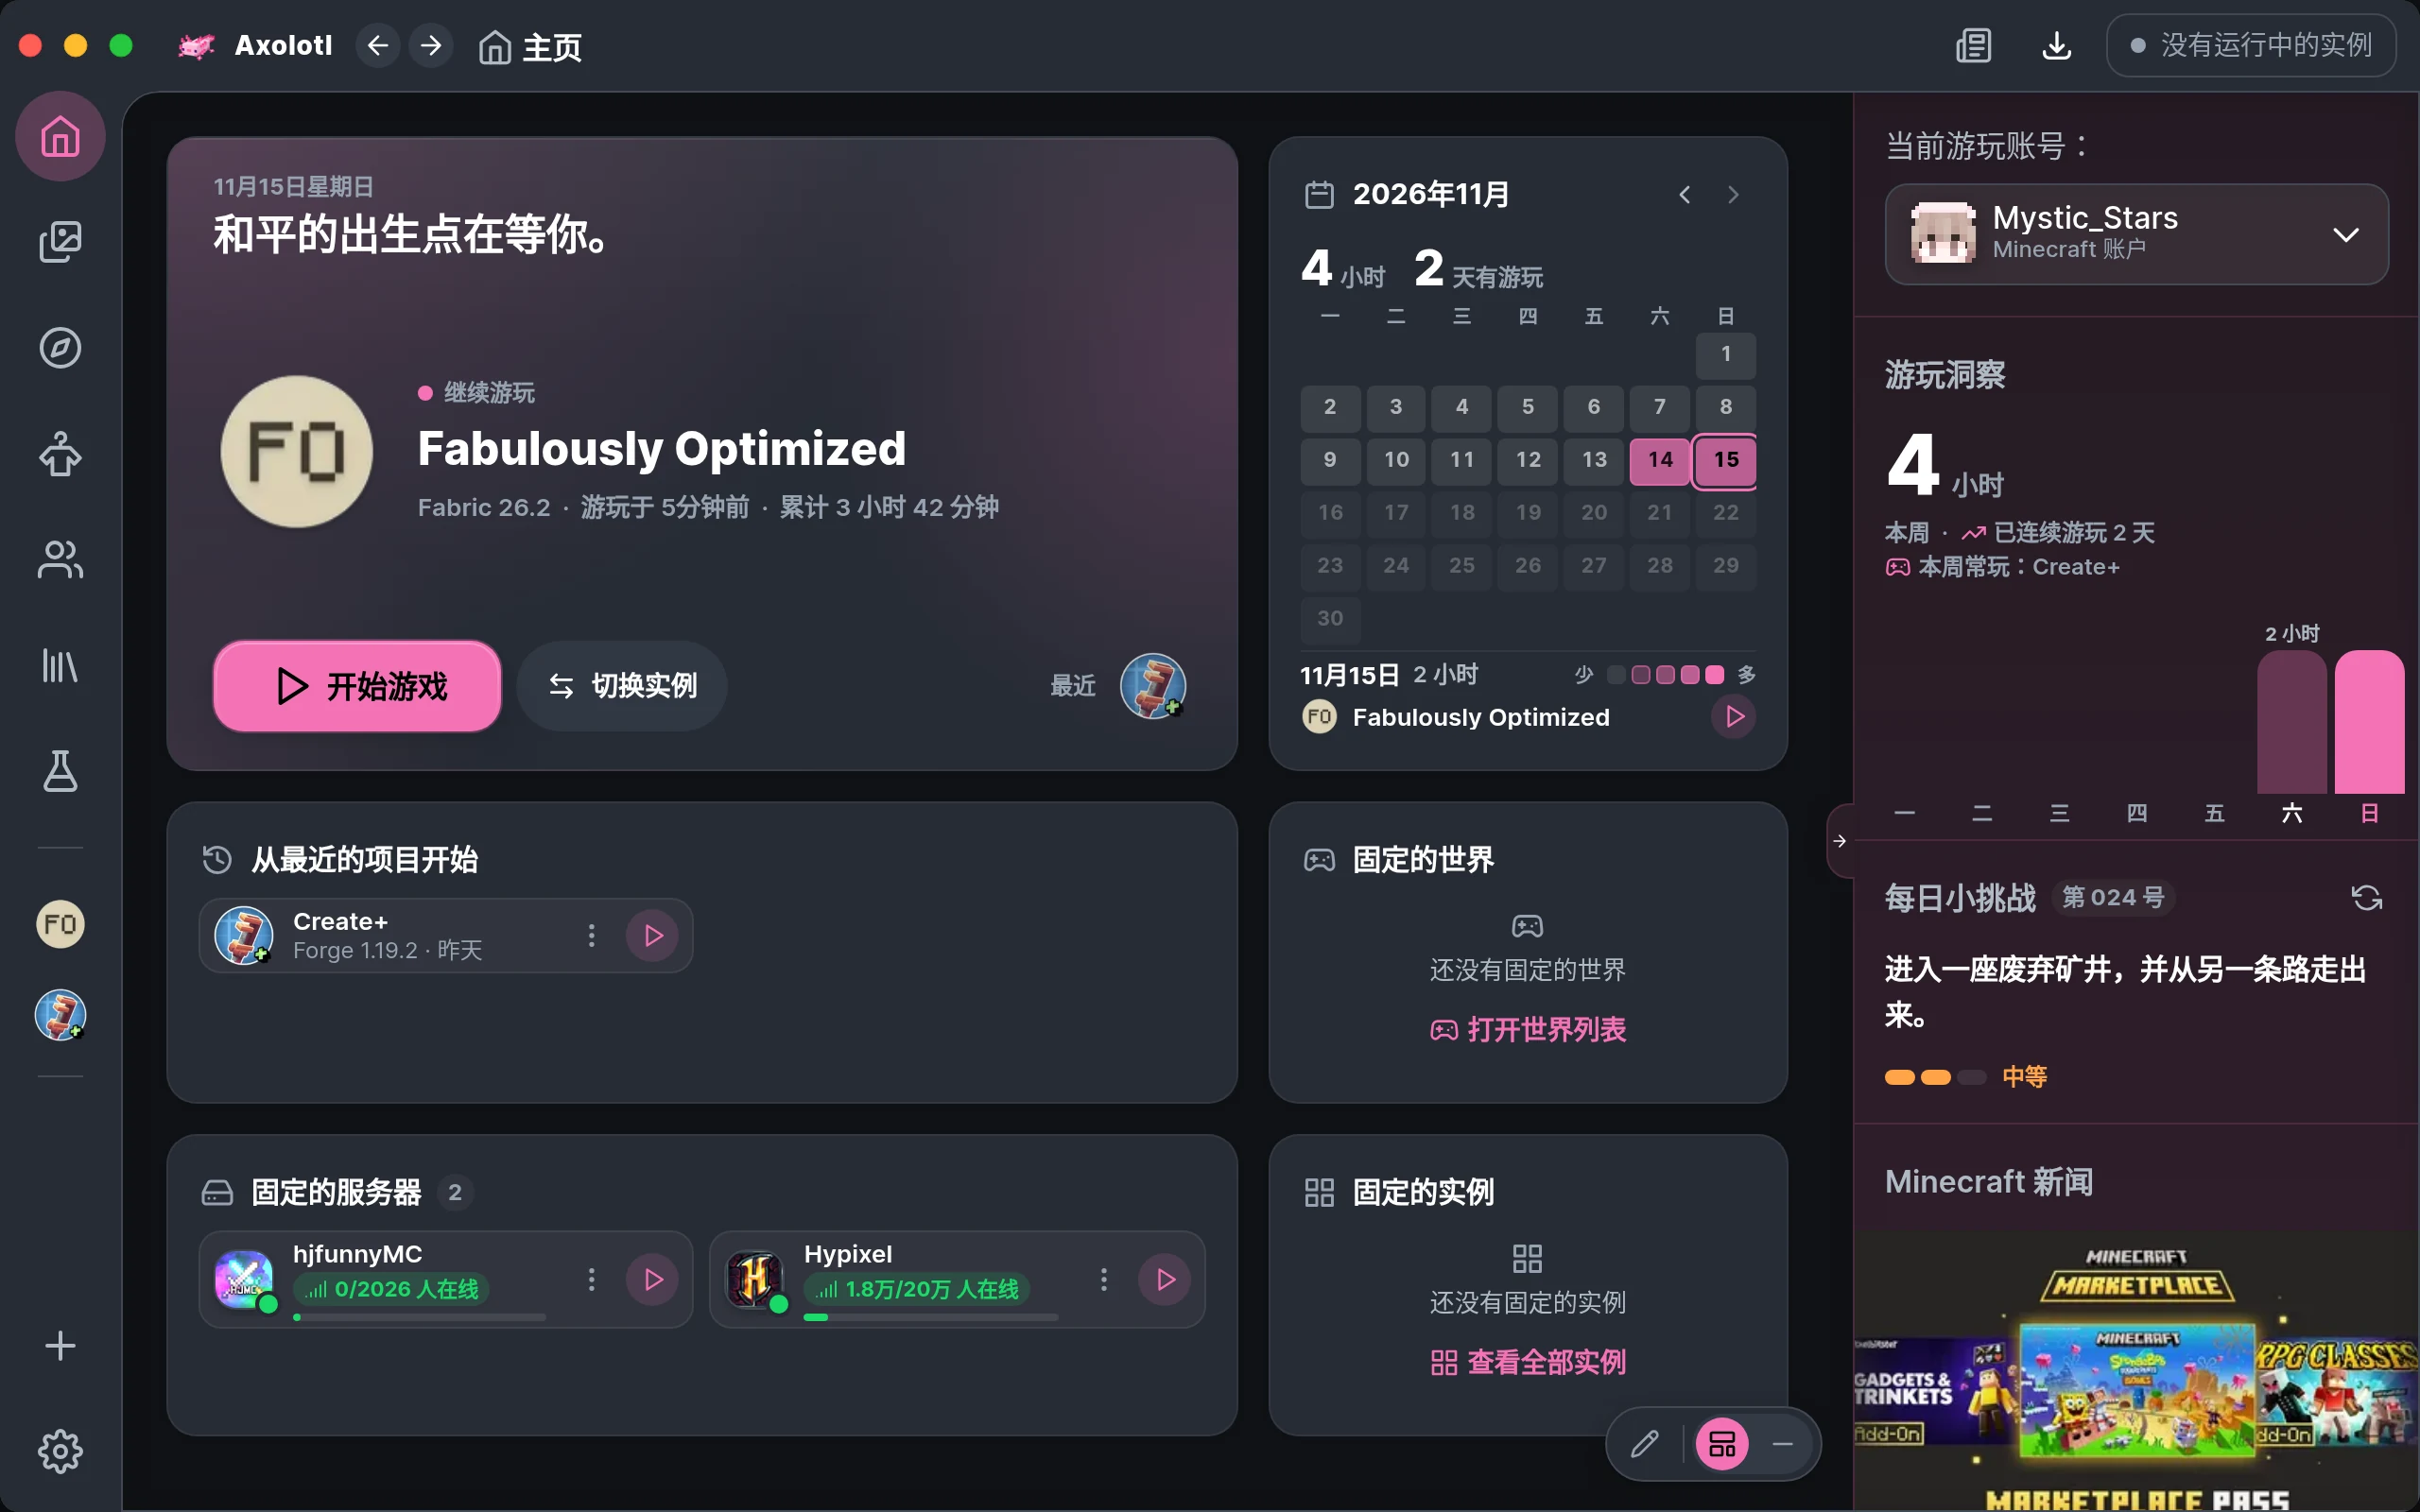 Axolotl
主页
没有运行中的实例
11月15日星期日
和平的出生点在等你。
FO
继续游玩
Fabulously Optimized
Fabric 26.2 · 游玩于 5分钟前 · 累计 3 小时 42 分钟
开始游戏
切换实例
最近
2026年11月
4 小时 2 天有游玩
一 二 三 四 五 六 日
1
2 3 4 5 6 7 8
9 10 11 12 13 14 15
16 17 18 19 20 21 22
23 24 25 26 27 28 29
30
11月15日 2 小时 少 多
FO Fabulously Optimized
当前游玩账号：
Mystic_Stars
Minecraft 账户
游玩洞察
4 小时
本周 · 已连续游玩 2 天
本周常玩：Create+
2 小时
一 二 三 四 五 六 日
从最近的项目开始
Create+
Forge 1.19.2 · 昨天
固定的世界
还没有固定的世界
打开世界列表
FO
每日小挑战 第 024 号
进入一座废弃矿井，并从另一条路走出
来。
中等
固定的服务器 2
hjfunnyMC
0/2026 人在线
HJMC
Hypixel
1.8万/20万 人在线
H
固定的实例
还没有固定的实例
查看全部实例
Minecraft 新闻
MINECRAFT
MARKETPLACE
GADGETS &
TRINKETS
Add-On
MINECRAFT
RPG CLASSES
dd-On
MARKETPLACE PASS